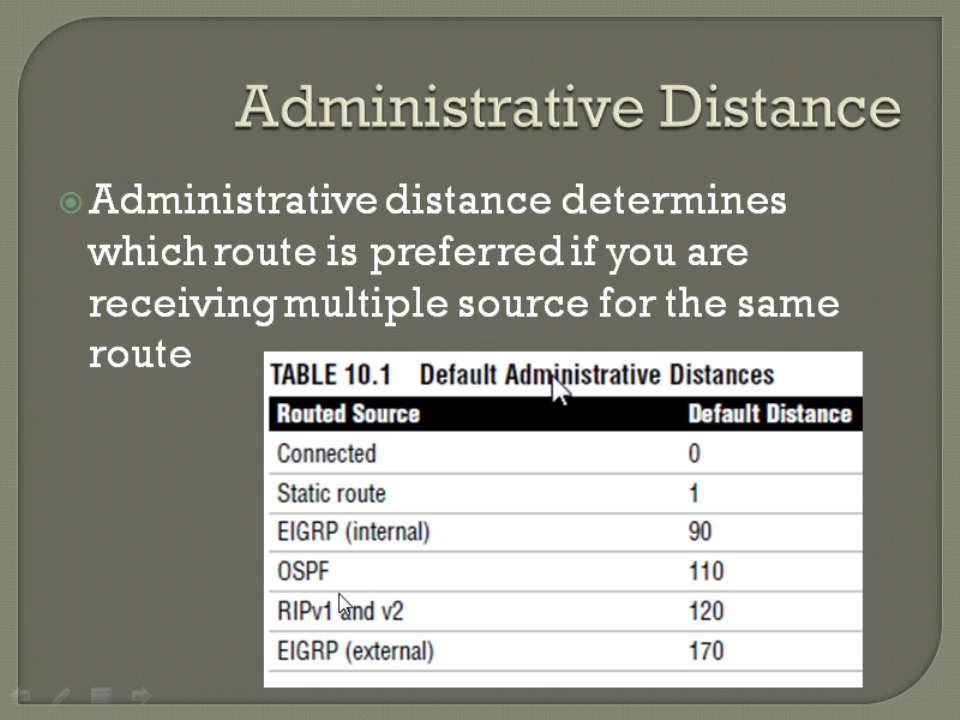 Administrative Distance
Administrative distance determines
which route is preferred if you are
receiving multiple source for the same
route
TABLE 10.1 Default Administrative Distances
Routed Source Default Distance
Connected 0
Static route 1
EIGRP (internal) 90
OSPF 110
RIPv1 and v2 120
EIGRP (external) 170